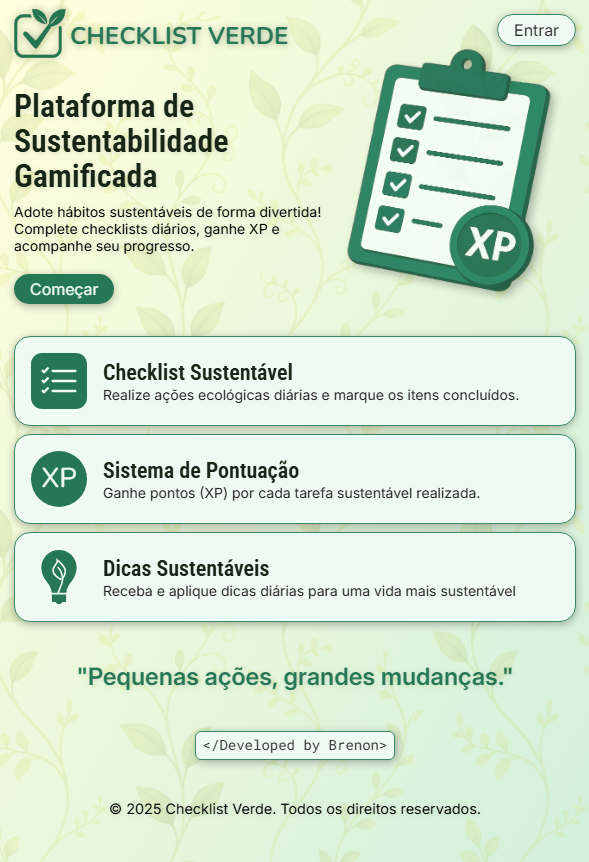 CHECKLIST VERDE
Entrar
Plataforma de
Sustentabilidade
Gamificada
Adote hábitos sustentáveis de forma divertida!
Complete checklists diários, ganhe XP e
acompanhe seu progresso.
Começar
XP
Checklist Sustentável
Realize ações ecológicas diárias e marque os itens concluídos.
XP
Sistema de Pontuação
Ganhe pontos (XP) por cada tarefa sustentável realizada.
Dicas Sustentáveis
Receba e aplique dicas diárias para uma vida mais sustentável
"Pequenas ações, grandes mudanças."
</Developed by Brenon>
© 2025 Checklist Verde. Todos os direitos reservados.